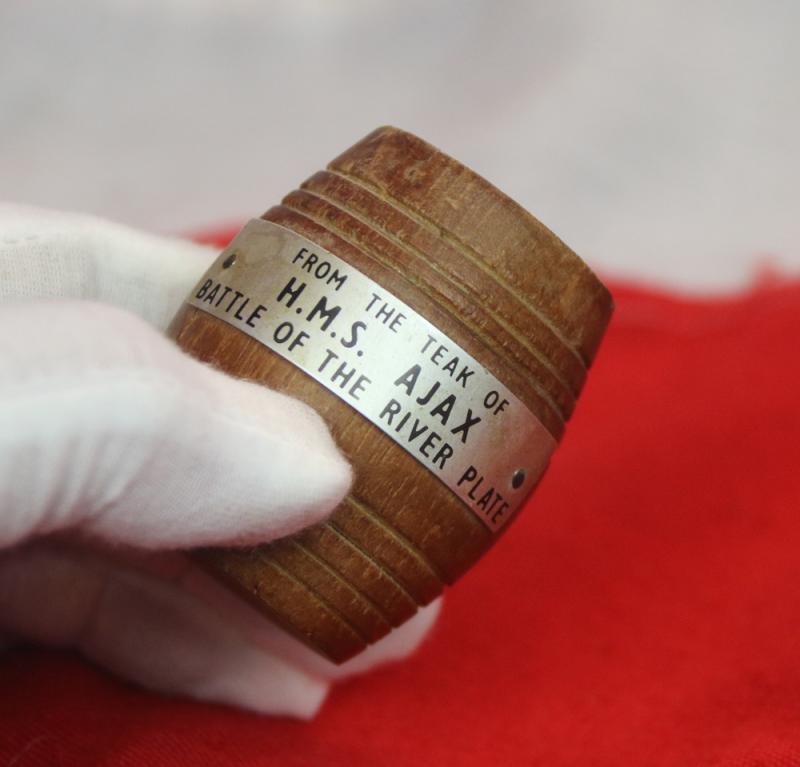 FROM THE TEAK OF
H.M.S. AJAX
BATTLE OF THE RIVER PLATE